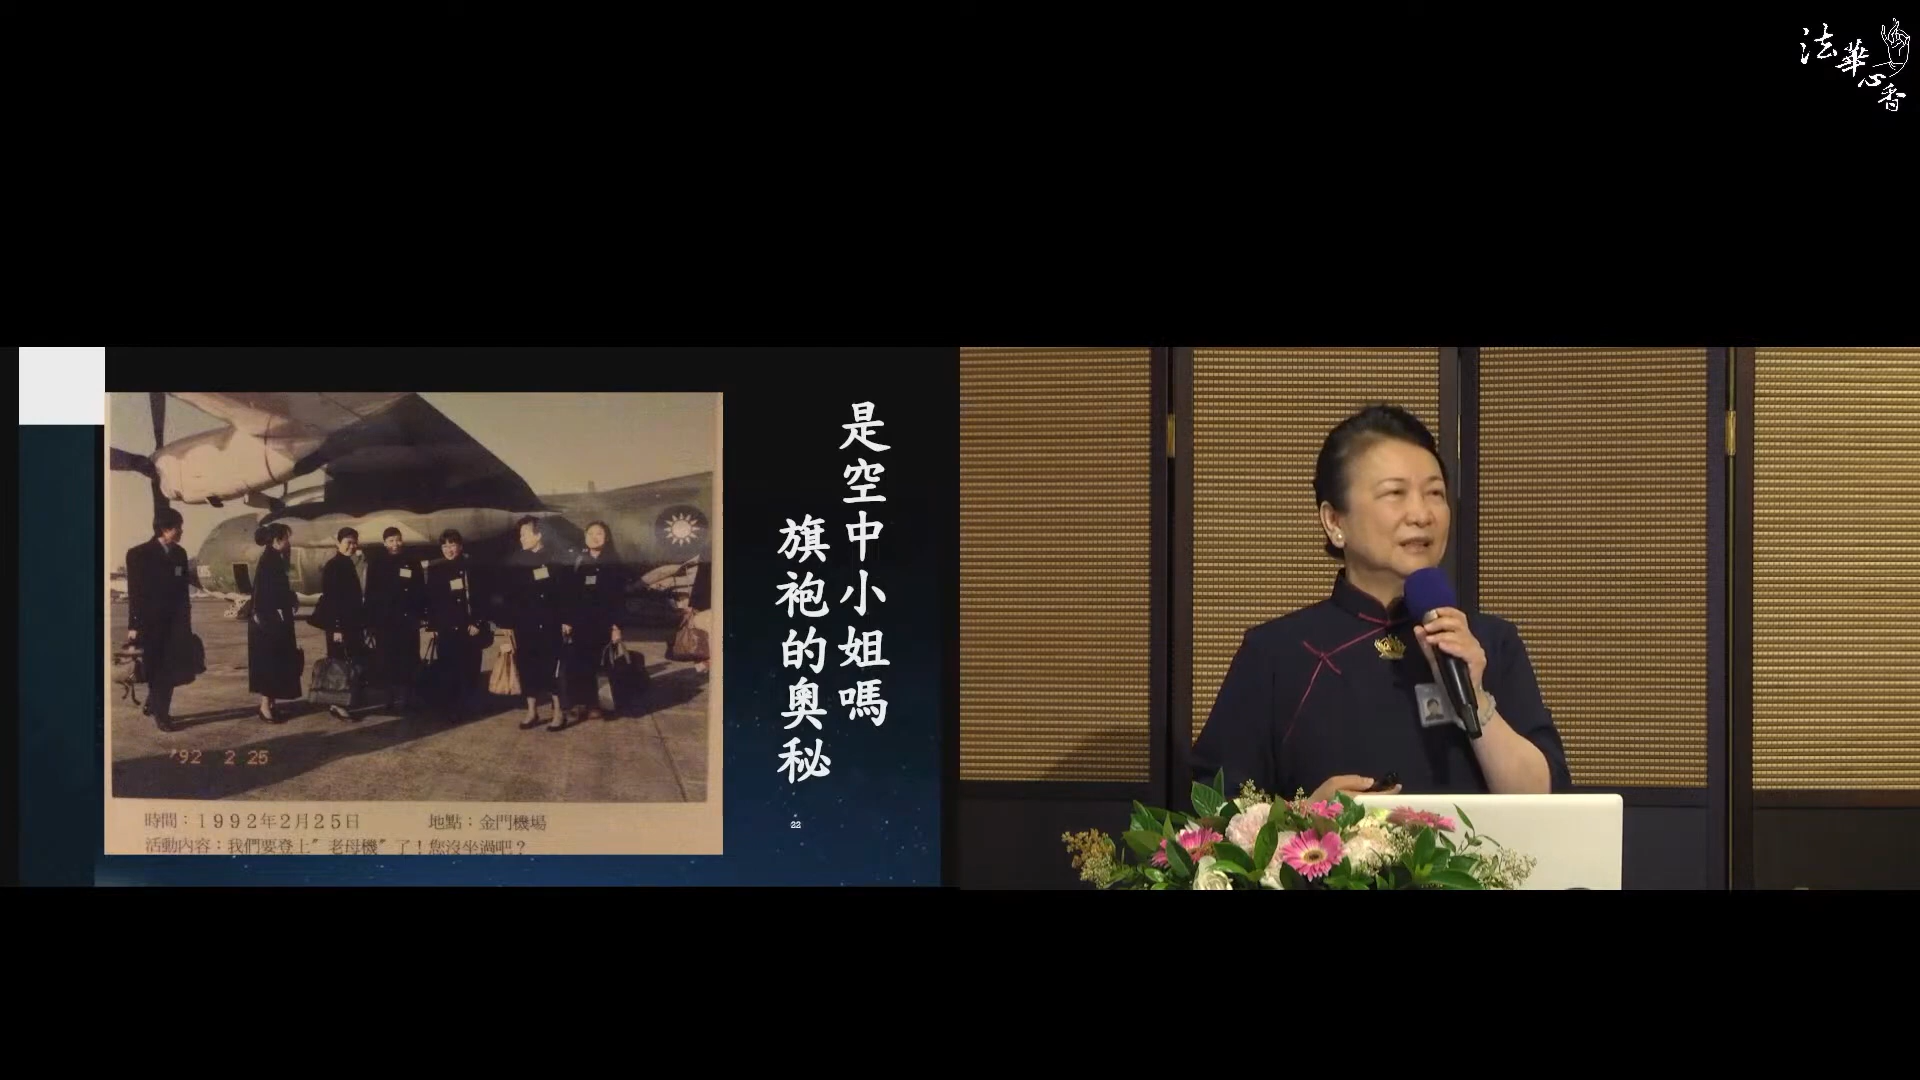 法華心香
是空中小姐嗎
旗袍的奧秘
'92 2 25
時間：1992年2月25日 地點：金門機場
活動內容：我們要登上"老母機"了！您沒坐過吧？
22